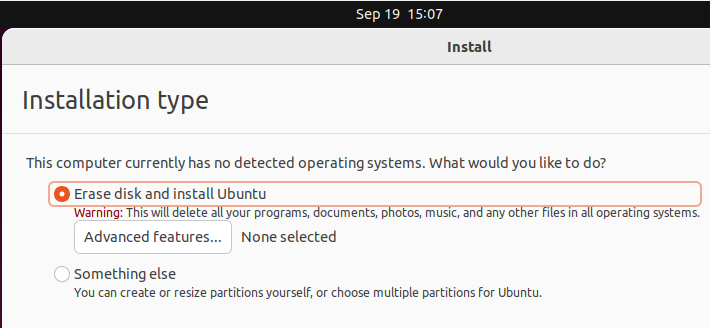 Sep 19 15:07
Install
Installation type
This computer currently has no detected operating systems. What would you like to do?
Erase disk and install Ubuntu
Warning: This will delete all your programs, documents, photos, music, and any other files in all operating systems.
Advanced features... None selected
Something else
You can create or resize partitions yourself, or choose multiple partitions for Ubuntu.